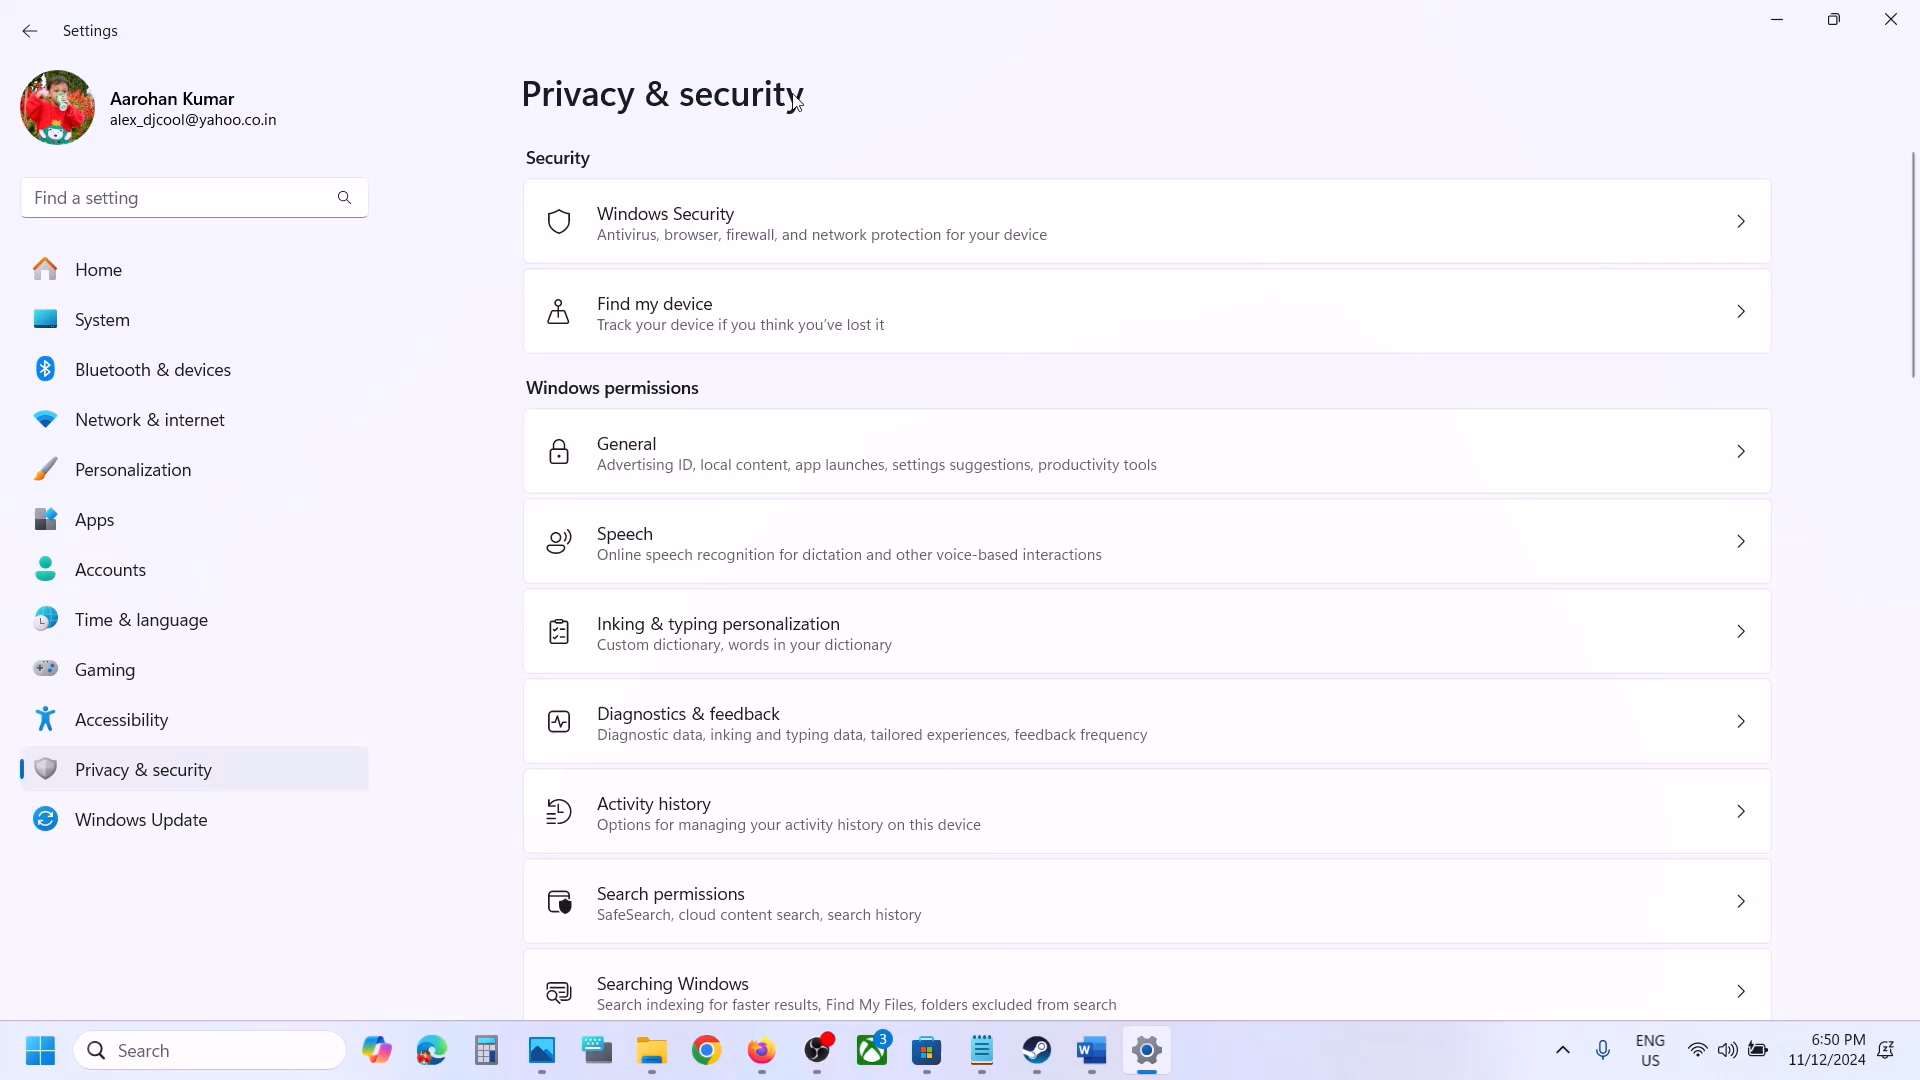 Settings
Aarohan Kumar
alex_djcool@yahoo.co.in
Find a setting
Home
System
Bluetooth & devices
Network & internet
Personalization
Apps
Accounts
Time & language
Gaming
Accessibility
Privacy & security
Windows Update
Privacy & security
Security
Windows Security
Antivirus, browser, firewall, and network protection for your device
Find my device
Track your device if you think you've lost it
Windows permissions
General
Advertising ID, local content, app launches, settings suggestions, productivity tools
Speech
Online speech recognition for dictation and other voice-based interactions
Inking & typing personalization
Custom dictionary, words in your dictionary
Diagnostics & feedback
Diagnostic data, inking and typing data, tailored experiences, feedback frequency
Activity history
Options for managing your activity history on this device
Search permissions
SafeSearch, cloud content search, search history
Searching Windows
Search indexing for faster results, Find My Files, folders excluded from search
Search
3
W
ENG
US
6:50 PM
11/12/2024